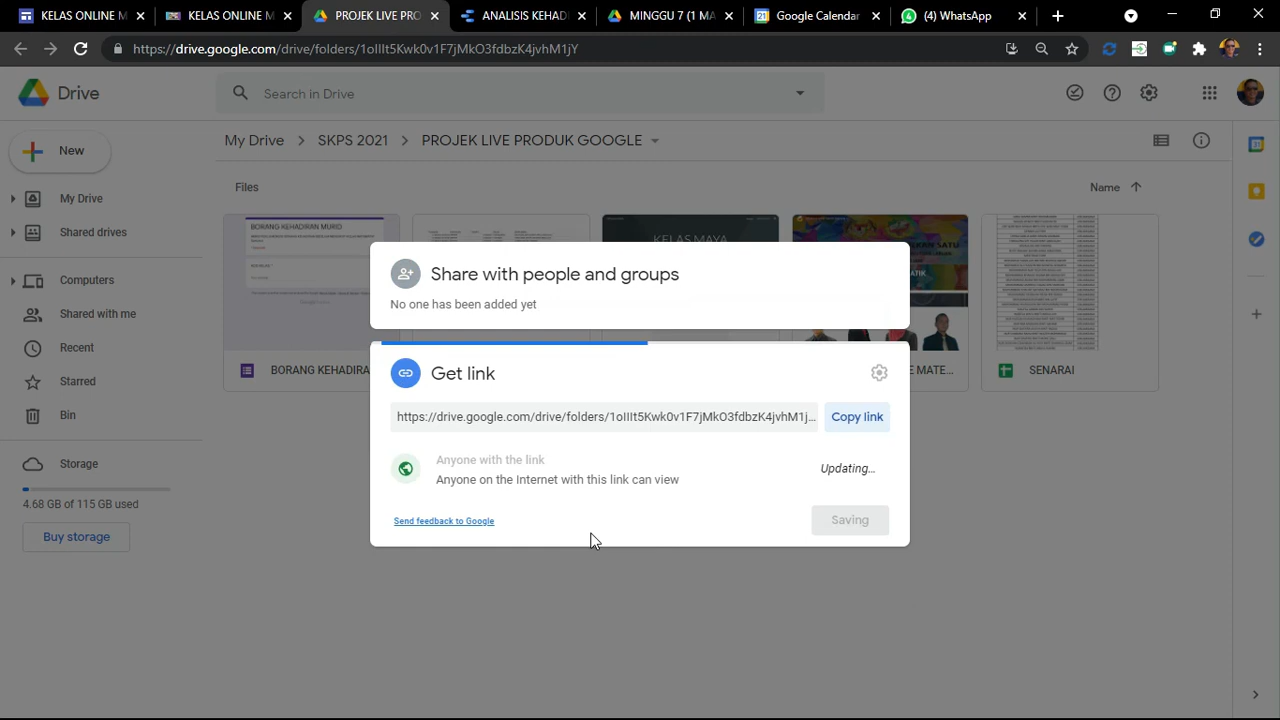 KELAS ONLINE M
KELAS ONLINE M
PROJEK LIVE PRO
ANALISIS KEHADI
MINGGU 7 (1 MA
Google Calendar
(4) WhatsApp
https://drive.google.com/drive/folders/1oIIIt5Kwk0v1F7jMkO3fdbzK4jvhM1jY
Drive
Search in Drive
New
My Drive
SKPS 2021
PROJEK LIVE PRODUK GOOGLE
Files
Name
My Drive
Shared drives
Computers
Shared with me
Recent
Starred
Bin
Storage
4.68 GB of 115 GB used
Buy storage
BORANG KEHADIRAN MURID
KELAS MAYA
BORANG KEHADIRA
E MATE...
SENARAI
Share with people and groups
No one has been added yet
Get link
https://drive.google.com/drive/folders/1oIIIt5Kwk0v1F7jMkO3fdbzK4jvhM1j...
Copy link
Anyone with the link
Anyone on the Internet with this link can view
Updating...
Send feedback to Google
Saving